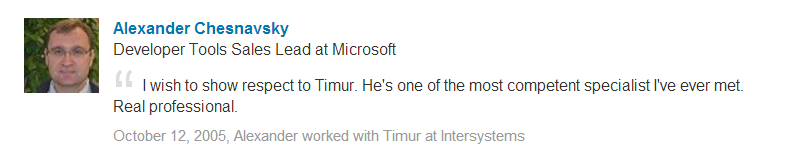 Alexander Chesnavsky
Developer Tools Sales Lead at Microsoft
“ I wish to show respect to Timur. He's one of the most competent specialist I've ever met.
Real professional.
October 12, 2005, Alexander worked with Timur at Intersystems